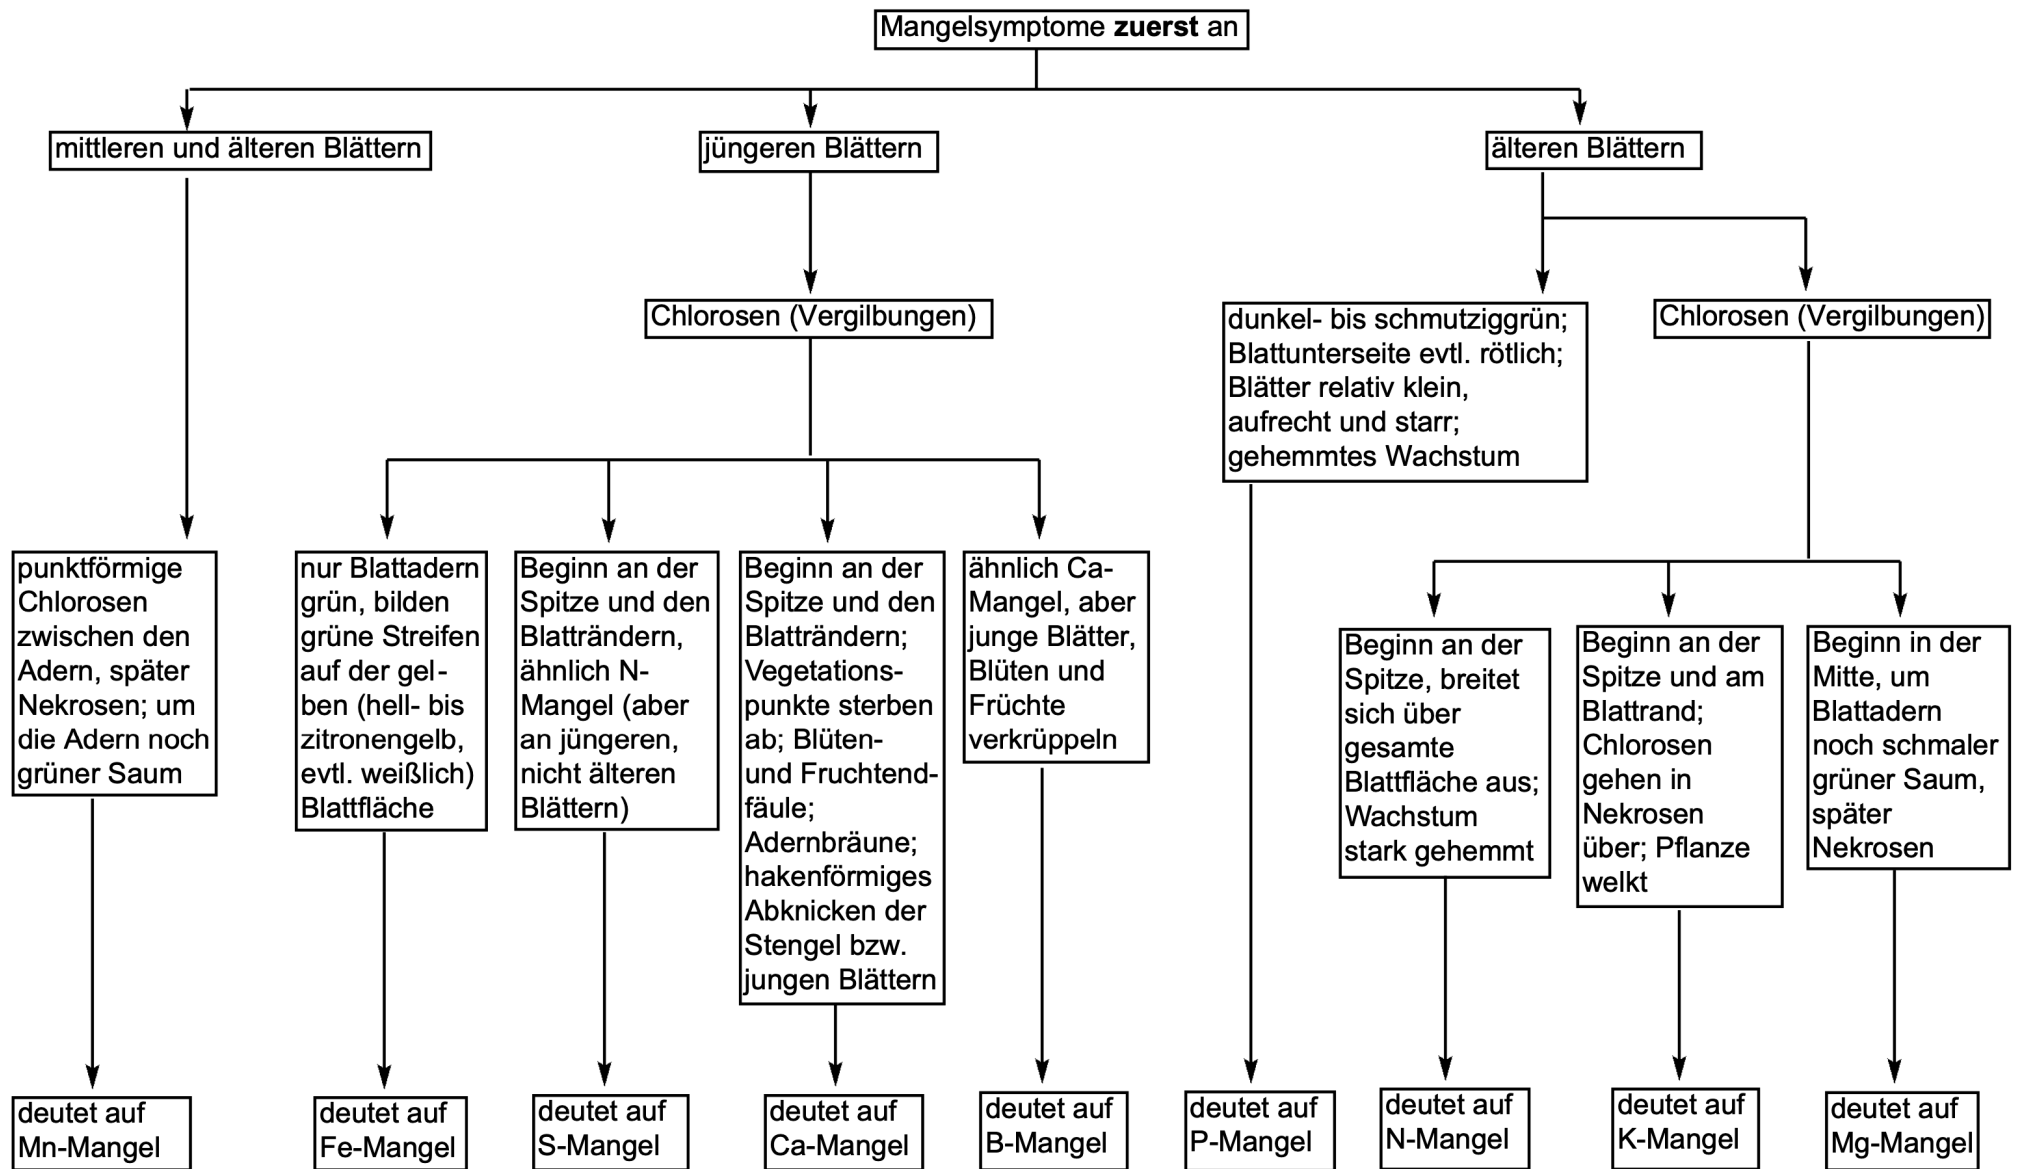 Mangelsymptome zuerst an
mittleren und älteren Blättern
jüngeren Blättern
älteren Blättern
Chlorosen (Vergilbungen)
dunkel- bis schmutziggrün;
Blattunterseite evtl. rötlich;
Blätter relativ klein,
aufrecht und starr;
gehemmtes Wachstum
Chlorosen (Vergilbungen)
punktförmige
Chlorosen
zwischen den
Adern, später
Nekrosen; um
die Adern noch
grüner Saum
nur Blattadern
grün, bilden
grüne Streifen
auf der gel-
ben (hell- bis
zitronengelb,
evtl. weißlich)
Blattfläche
Beginn an der
Spitze und den
Blatträndern,
ähnlich N-
Mangel (aber
an jüngeren,
nicht älteren
Blättern)
Beginn an der
Spitze und den
Blatträndern;
Vegetations-
punkte sterben
ab; Blüten-
und Fruchtend-
fäule;
Adernbräune;
hakenförmiges
Abknicken der
Stengel bzw.
jungen Blättern
ähnlich Ca-
Mangel, aber
junge Blätter,
Blüten und
Früchte
verkrüppeln
Beginn an der
Spitze, breitet
sich über
gesamte
Blattfläche aus;
Wachstum
stark gehemmt
Beginn an der
Spitze und am
Blattrand;
Chlorosen
gehen in
Nekrosen
über; Pflanze
welkt
Beginn in der
Mitte, um
Blattadern
noch schmaler
grüner Saum,
später
Nekrosen
deutet auf
Mn-Mangel
deutet auf
Fe-Mangel
deutet auf
S-Mangel
deutet auf
Ca-Mangel
deutet auf
B-Mangel
deutet auf
P-Mangel
deutet auf
N-Mangel
deutet auf
K-Mangel
deutet auf
Mg-Mangel